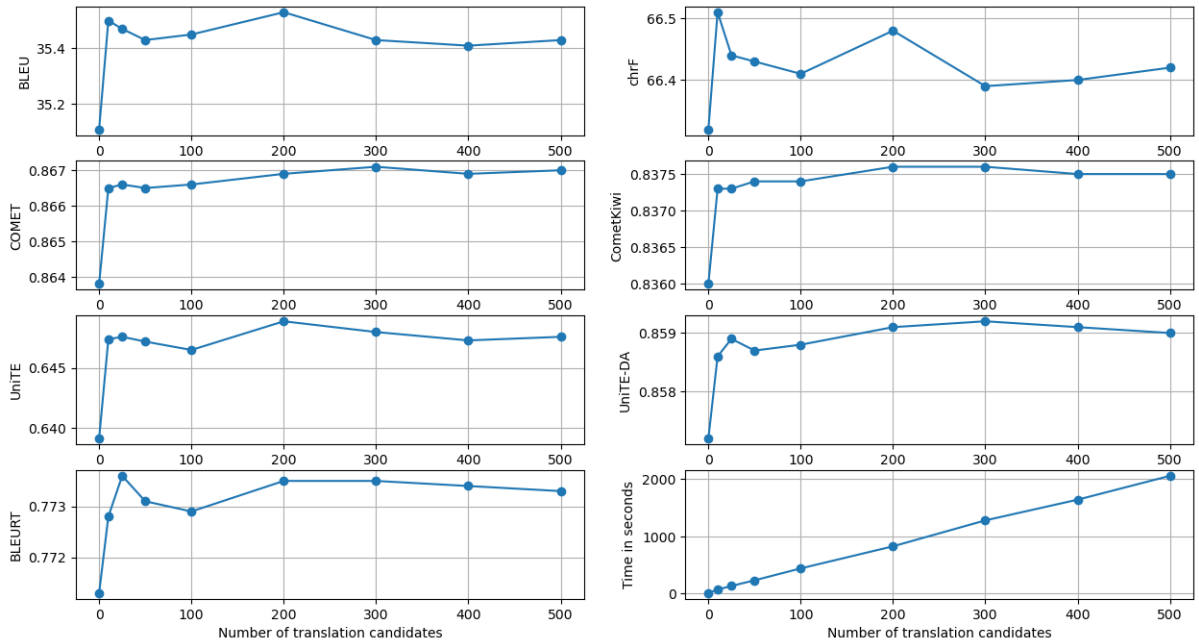 BLEU
35.4
35.2
0 100 200 300 400 500
chrF
66.5
66.4
0 100 200 300 400 500
COMET
0.867
0.866
0.865
0.864
0 100 200 300 400 500
CometKiwi
0.8375
0.8370
0.8365
0.8360
0 100 200 300 400 500
UniTE
0.645
0.640
0 100 200 300 400 500
UniTE-DA
0.859
0.858
0 100 200 300 400 500
BLEURT
0.773
0.772
0 100 200 300 400 500
Number of translation candidates
Time in seconds
2000
1000
0
0 100 200 300 400 500
Number of translation candidates